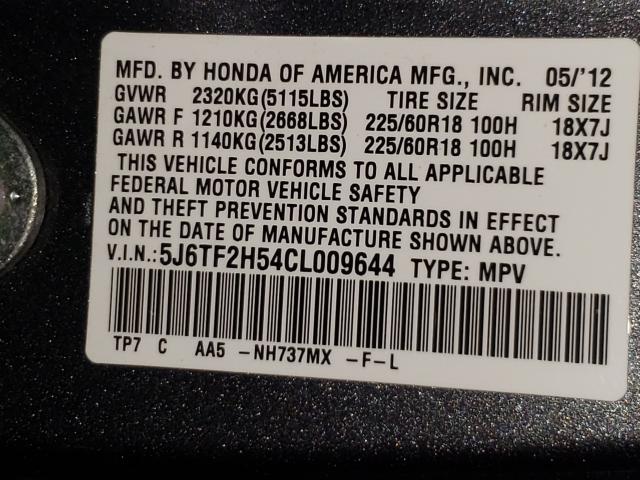 MFD. BY HONDA OF AMERICA MFG., INC. 05/'12
GVWR 2320KG(5115LBS) TIRE SIZE RIM SIZE
GAWR F 1210KG(2668LBS) 225/60R18 100H 18X7J
GAWR R 1140KG(2513LBS) 225/60R18 100H 18X7J
THIS VEHICLE CONFORMS TO ALL APPLICABLE
FEDERAL MOTOR VEHICLE SAFETY
AND THEFT PREVENTION STANDARDS IN EFFECT
ON THE DATE OF MANUFACTURE SHOWN ABOVE.
V.I.N.:5J6TF2H54CL009644 TYPE: MPV
TP7 C AA5 -NH737MX -F-L